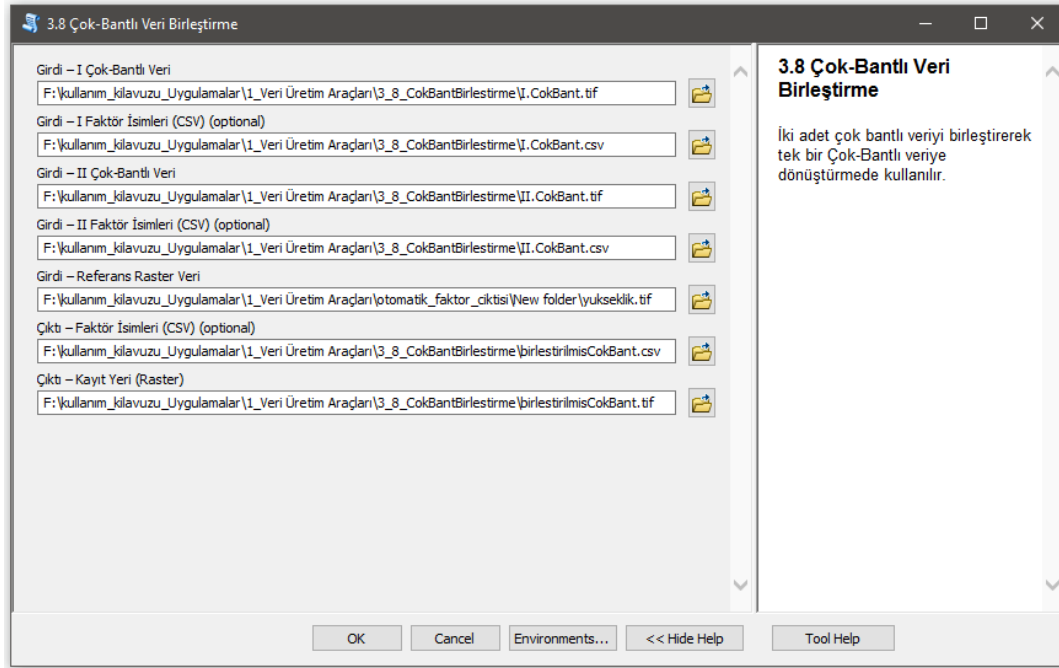 3.8 Çok-Bantlı Veri Birleştirme
Girdi – I Çok-Bantlı Veri
F:\kullanım_kilavuzu_Uygulamalar\1_Veri Üretim Araçları\3_8_CokBantBirlestirme\I.CokBant.tif
Girdi – I Faktör İsimleri (CSV) (optional)
F:\kullanım_kilavuzu_Uygulamalar\1_Veri Üretim Araçları\3_8_CokBantBirlestirme\I.CokBant.csv
Girdi – II Çok-Bantlı Veri
F:\kullanım_kilavuzu_Uygulamalar\1_Veri Üretim Araçları\3_8_CokBantBirlestirme\II.CokBant.tif
Girdi – II Faktör İsimleri (CSV) (optional)
F:\kullanım_kilavuzu_Uygulamalar\1_Veri Üretim Araçları\3_8_CokBantBirlestirme\II.CokBant.csv
Girdi – Referans Raster Veri
F:\kullanım_kilavuzu_Uygulamalar\1_Veri Üretim Araçları\otomatik_faktor_ciktisi\New folder\yukseklik.tif
Çıktı – Faktör İsimleri (CSV) (optional)
F:\kullanım_kilavuzu_Uygulamalar\1_Veri Üretim Araçları\3_8_CokBantBirlestirme\birlestirilmisCokBant.csv
Çıktı – Kayıt Yeri (Raster)
F:\kullanım_kilavuzu_Uygulamalar\1_Veri Üretim Araçları\3_8_CokBantBirlestirme\birlestirilmisCokBant.tif
3.8 Çok-Bantlı Veri
Birleştirme
İki adet çok bantlı veriyi birleştirerek
tek bir Çok-Bantlı veriye
dönüştürmede kullanılır.
OK
Cancel
Environments...
<< Hide Help
Tool Help